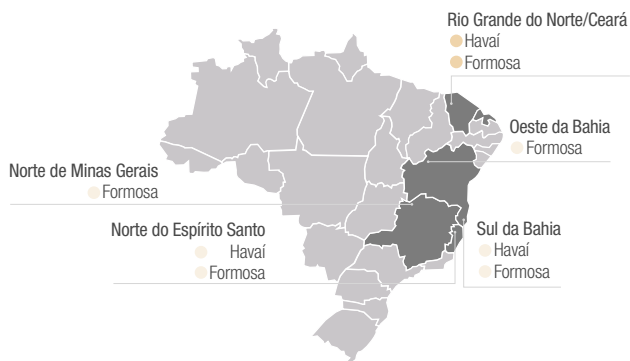 Rio Grande do Norte/Ceará
Havaí
Formosa
Oeste da Bahia
Formosa
Norte de Minas Gerais
Formosa
Norte do Espírito Santo
Havaí
Formosa
Sul da Bahia
Havaí
Formosa